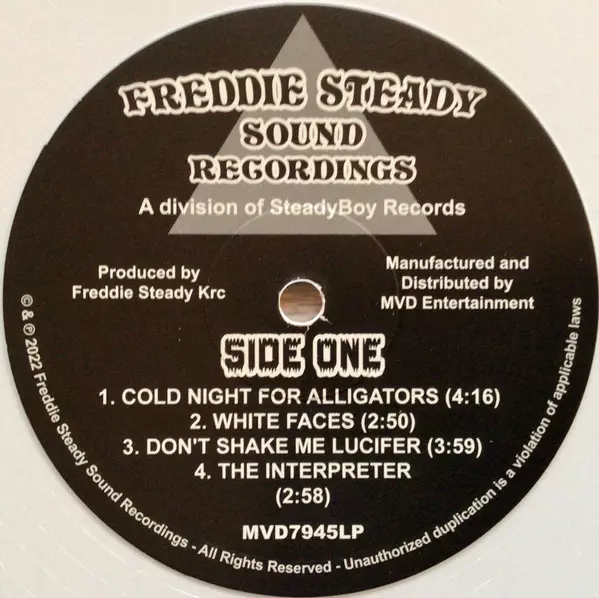 FREDDIE STEADY
SOUND
RECORDINGS
A division of SteadyBoy Records
Produced by
Freddie Steady Krc
Manufactured and
Distributed by
MVD Entertainment
SIDE ONE
1. COLD NIGHT FOR ALLIGATORS (4:16)
2. WHITE FACES (2:50)
3. DON'T SHAKE ME LUCIFER (3:59)
4. THE INTERPRETER
(2:58)
MVD7945LP
© & ℗ 2022 Freddie Steady Sound Recordings - All Rights Reserved - Unauthorized duplication is a violation of applicable laws